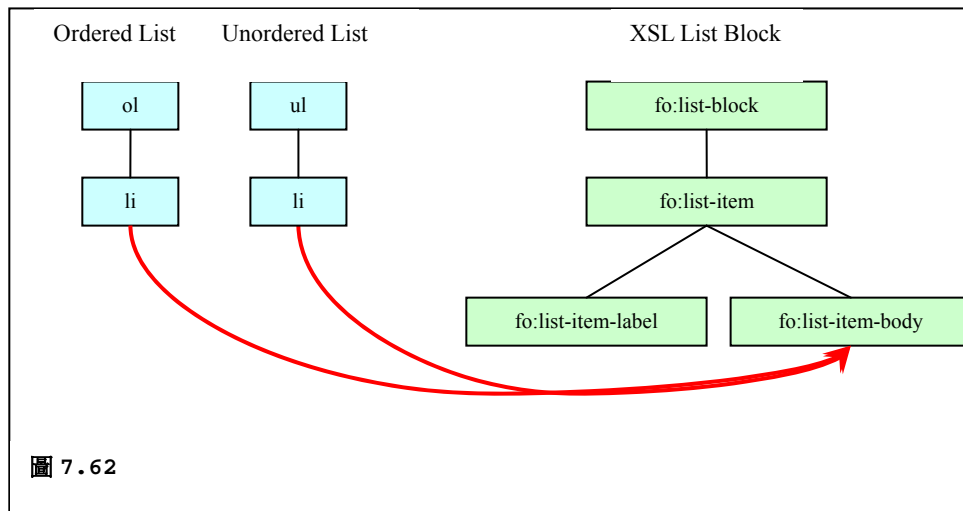 Ordered List Unordered List XSL List Block
ol ul fo:list-block
li li fo:list-item
fo:list-item-label fo:list-item-body
圖 7.62